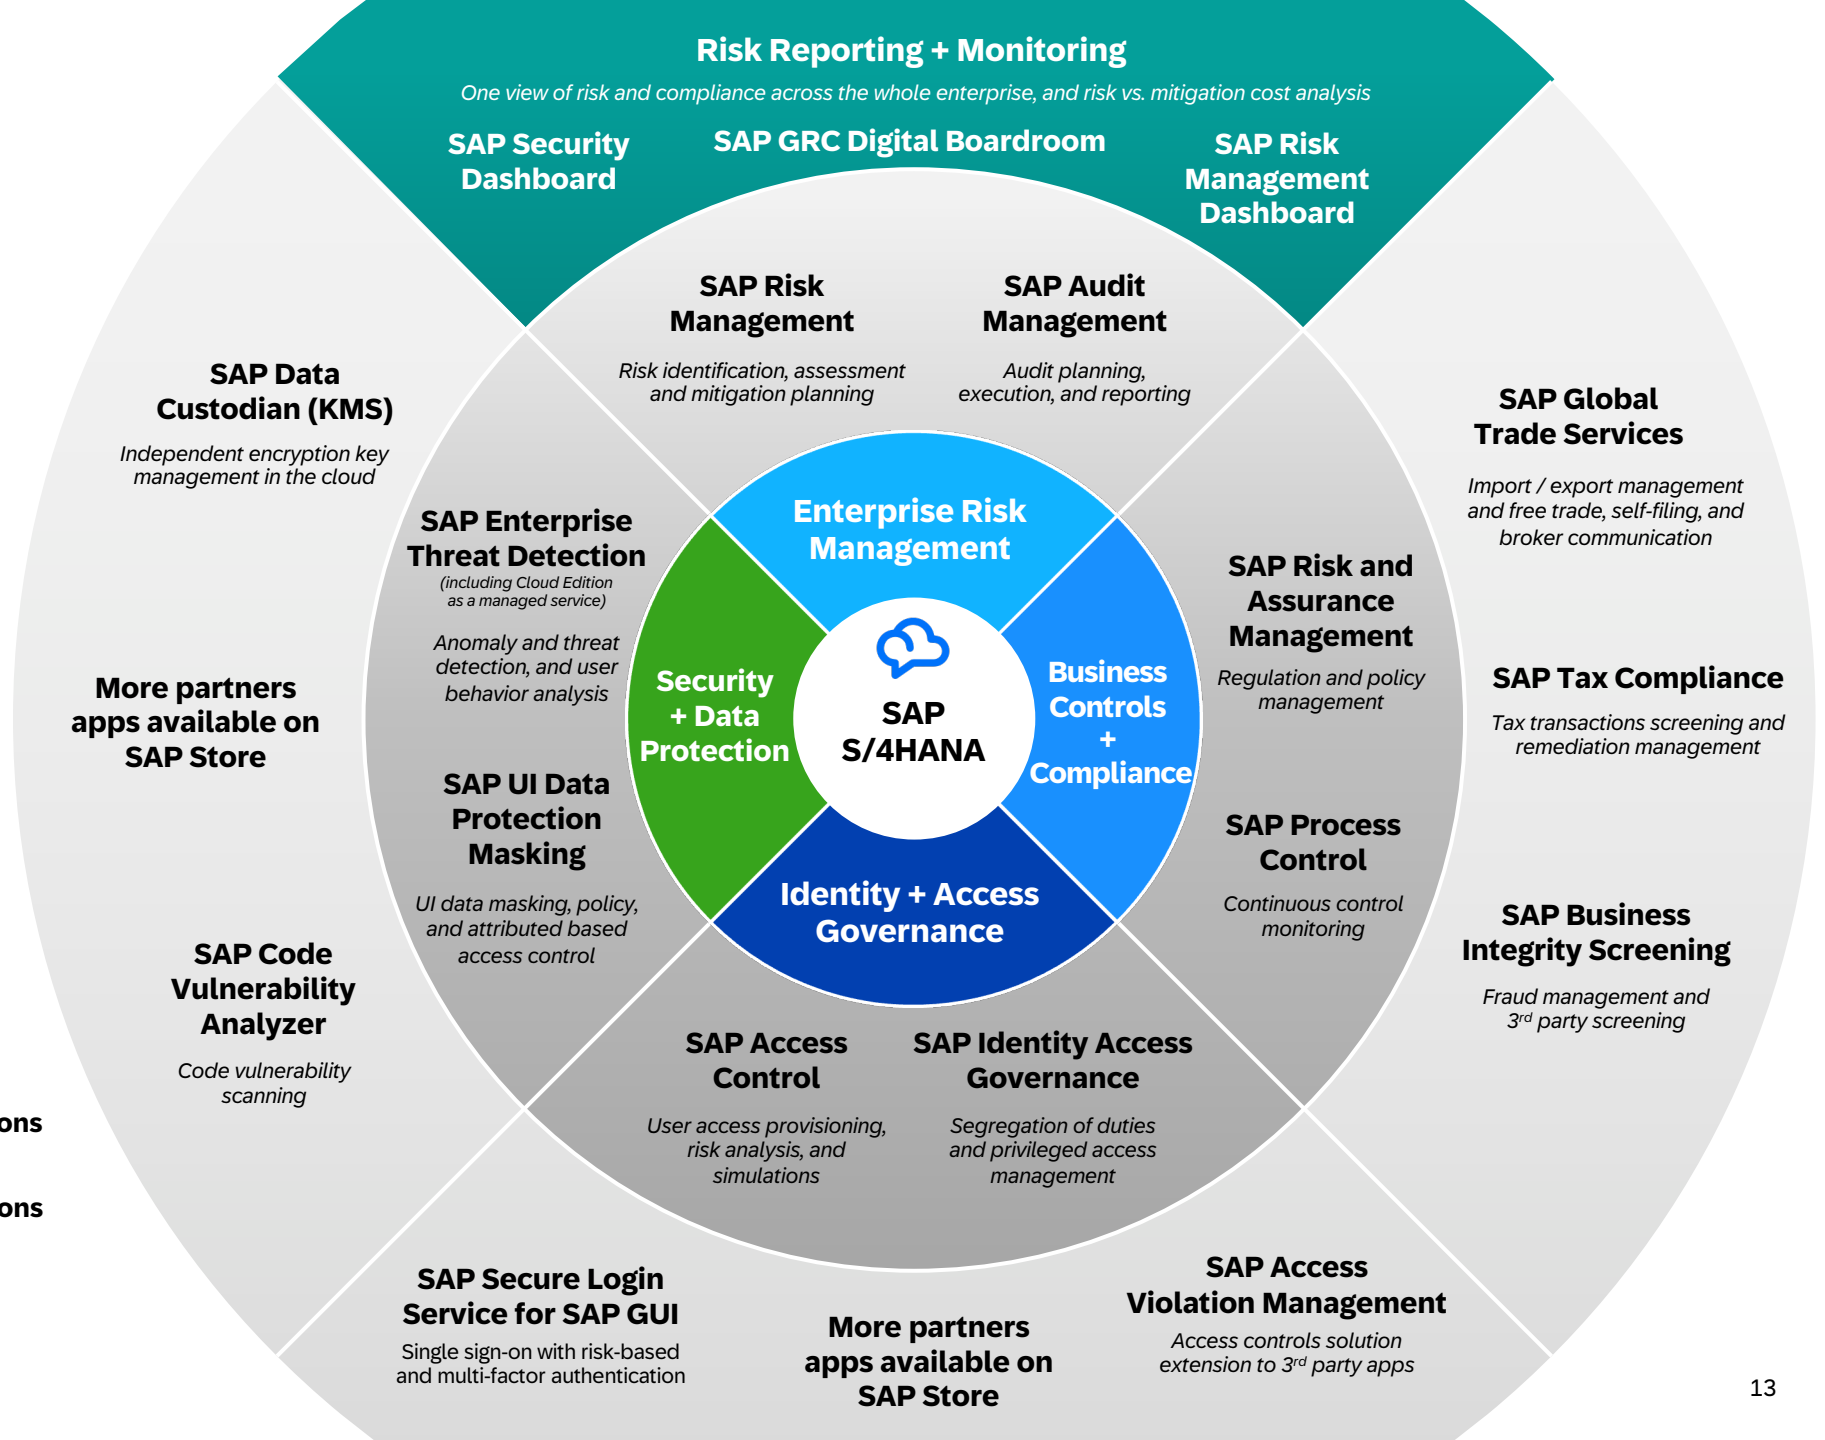 Risk Reporting + Monitoring
One view of risk and compliance across the whole enterprise, and risk vs. mitigation cost analysis
SAP Security
Dashboard
SAP GRC Digital Boardroom
SAP Risk
Management
Dashboard
SAP Risk
Management
Risk identification, assessment
and mitigation planning
SAP Audit
Management
Audit planning,
execution, and reporting
SAP Data
Custodian (KMS)
Independent encryption key
management in the cloud
More partners
apps available on
SAP Store
SAP Code
Vulnerability
Analyzer
Code vulnerability
scanning
SAP Enterprise
Threat Detection
(including Cloud Edition
as a managed service)
Anomaly and threat
detection, and user
behavior analysis
SAP UI Data
Protection
Masking
UI data masking, policy,
and attributed based
access control
Enterprise Risk
Management
Security
+ Data
Protection
SAP
S/4HANA
Business
Controls
+
Compliance
Identity + Access
Governance
SAP Risk and
Assurance
Management
Regulation and policy
management
SAP Process
Control
Continuous control
monitoring
SAP Global
Trade Services
Import / export management
and free trade, self-filing, and
broker communication
SAP Tax Compliance
Tax transactions screening and
remediation management
SAP Business
Integrity Screening
Fraud management and
3rd party screening
SAP Access
Control
User access provisioning,
risk analysis, and
simulations
SAP Identity Access
Governance
Segregation of duties
and privileged access
management
ons
ons
SAP Secure Login
Service for SAP GUI
Single sign-on with risk-based
and multi-factor authentication
More partners
apps available on
SAP Store
SAP Access
Violation Management
Access controls solution
extension to 3rd party apps
13